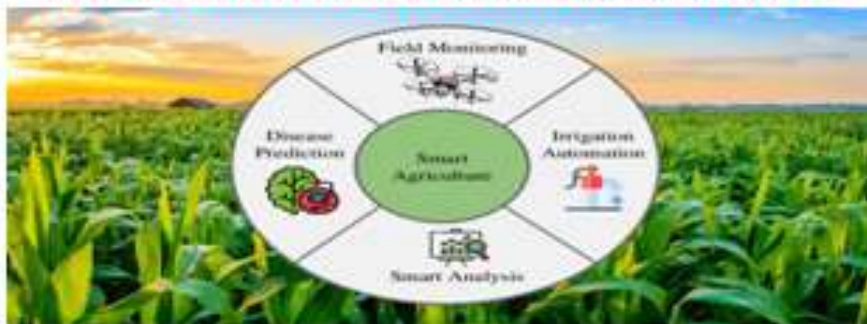 Field Monitoring
Disease
Prediction
Smart
Agriculture
Irrigation
Automation
Smart Analysis